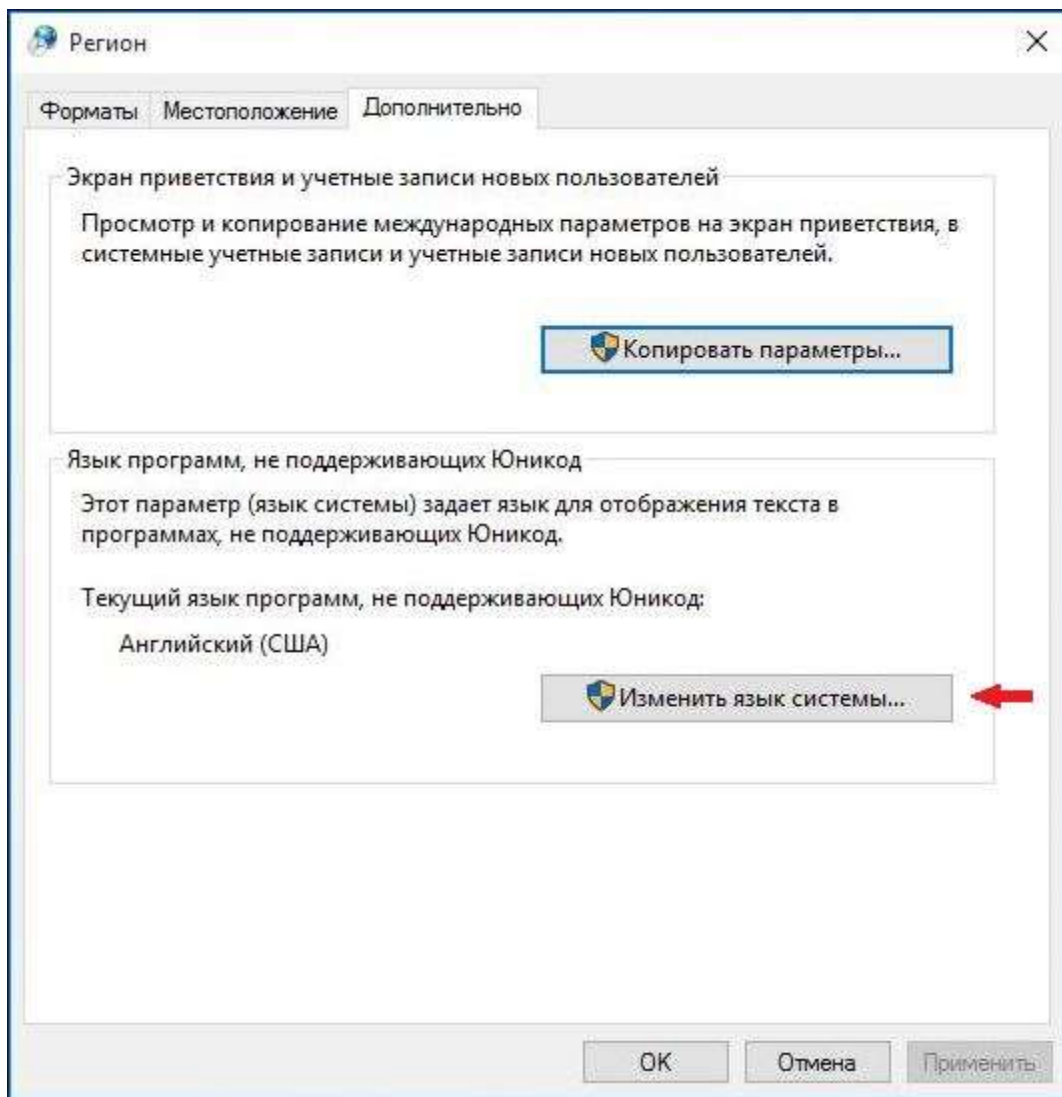 Регион
Форматы Местоположение Дополнительно
Экран приветствия и учетные записи новых пользователей
Просмотр и копирование международных параметров на экран приветствия, в
системные учетные записи и учетные записи новых пользователей.
Копировать параметры...
Язык программ, не поддерживающих Юникод
Этот параметр (язык системы) задает язык для отображения текста в
программах, не поддерживающих Юникод.
Текущий язык программ, не поддерживающих Юникод:
Английский (США)
Изменить язык системы...
ОК Отмена Применить